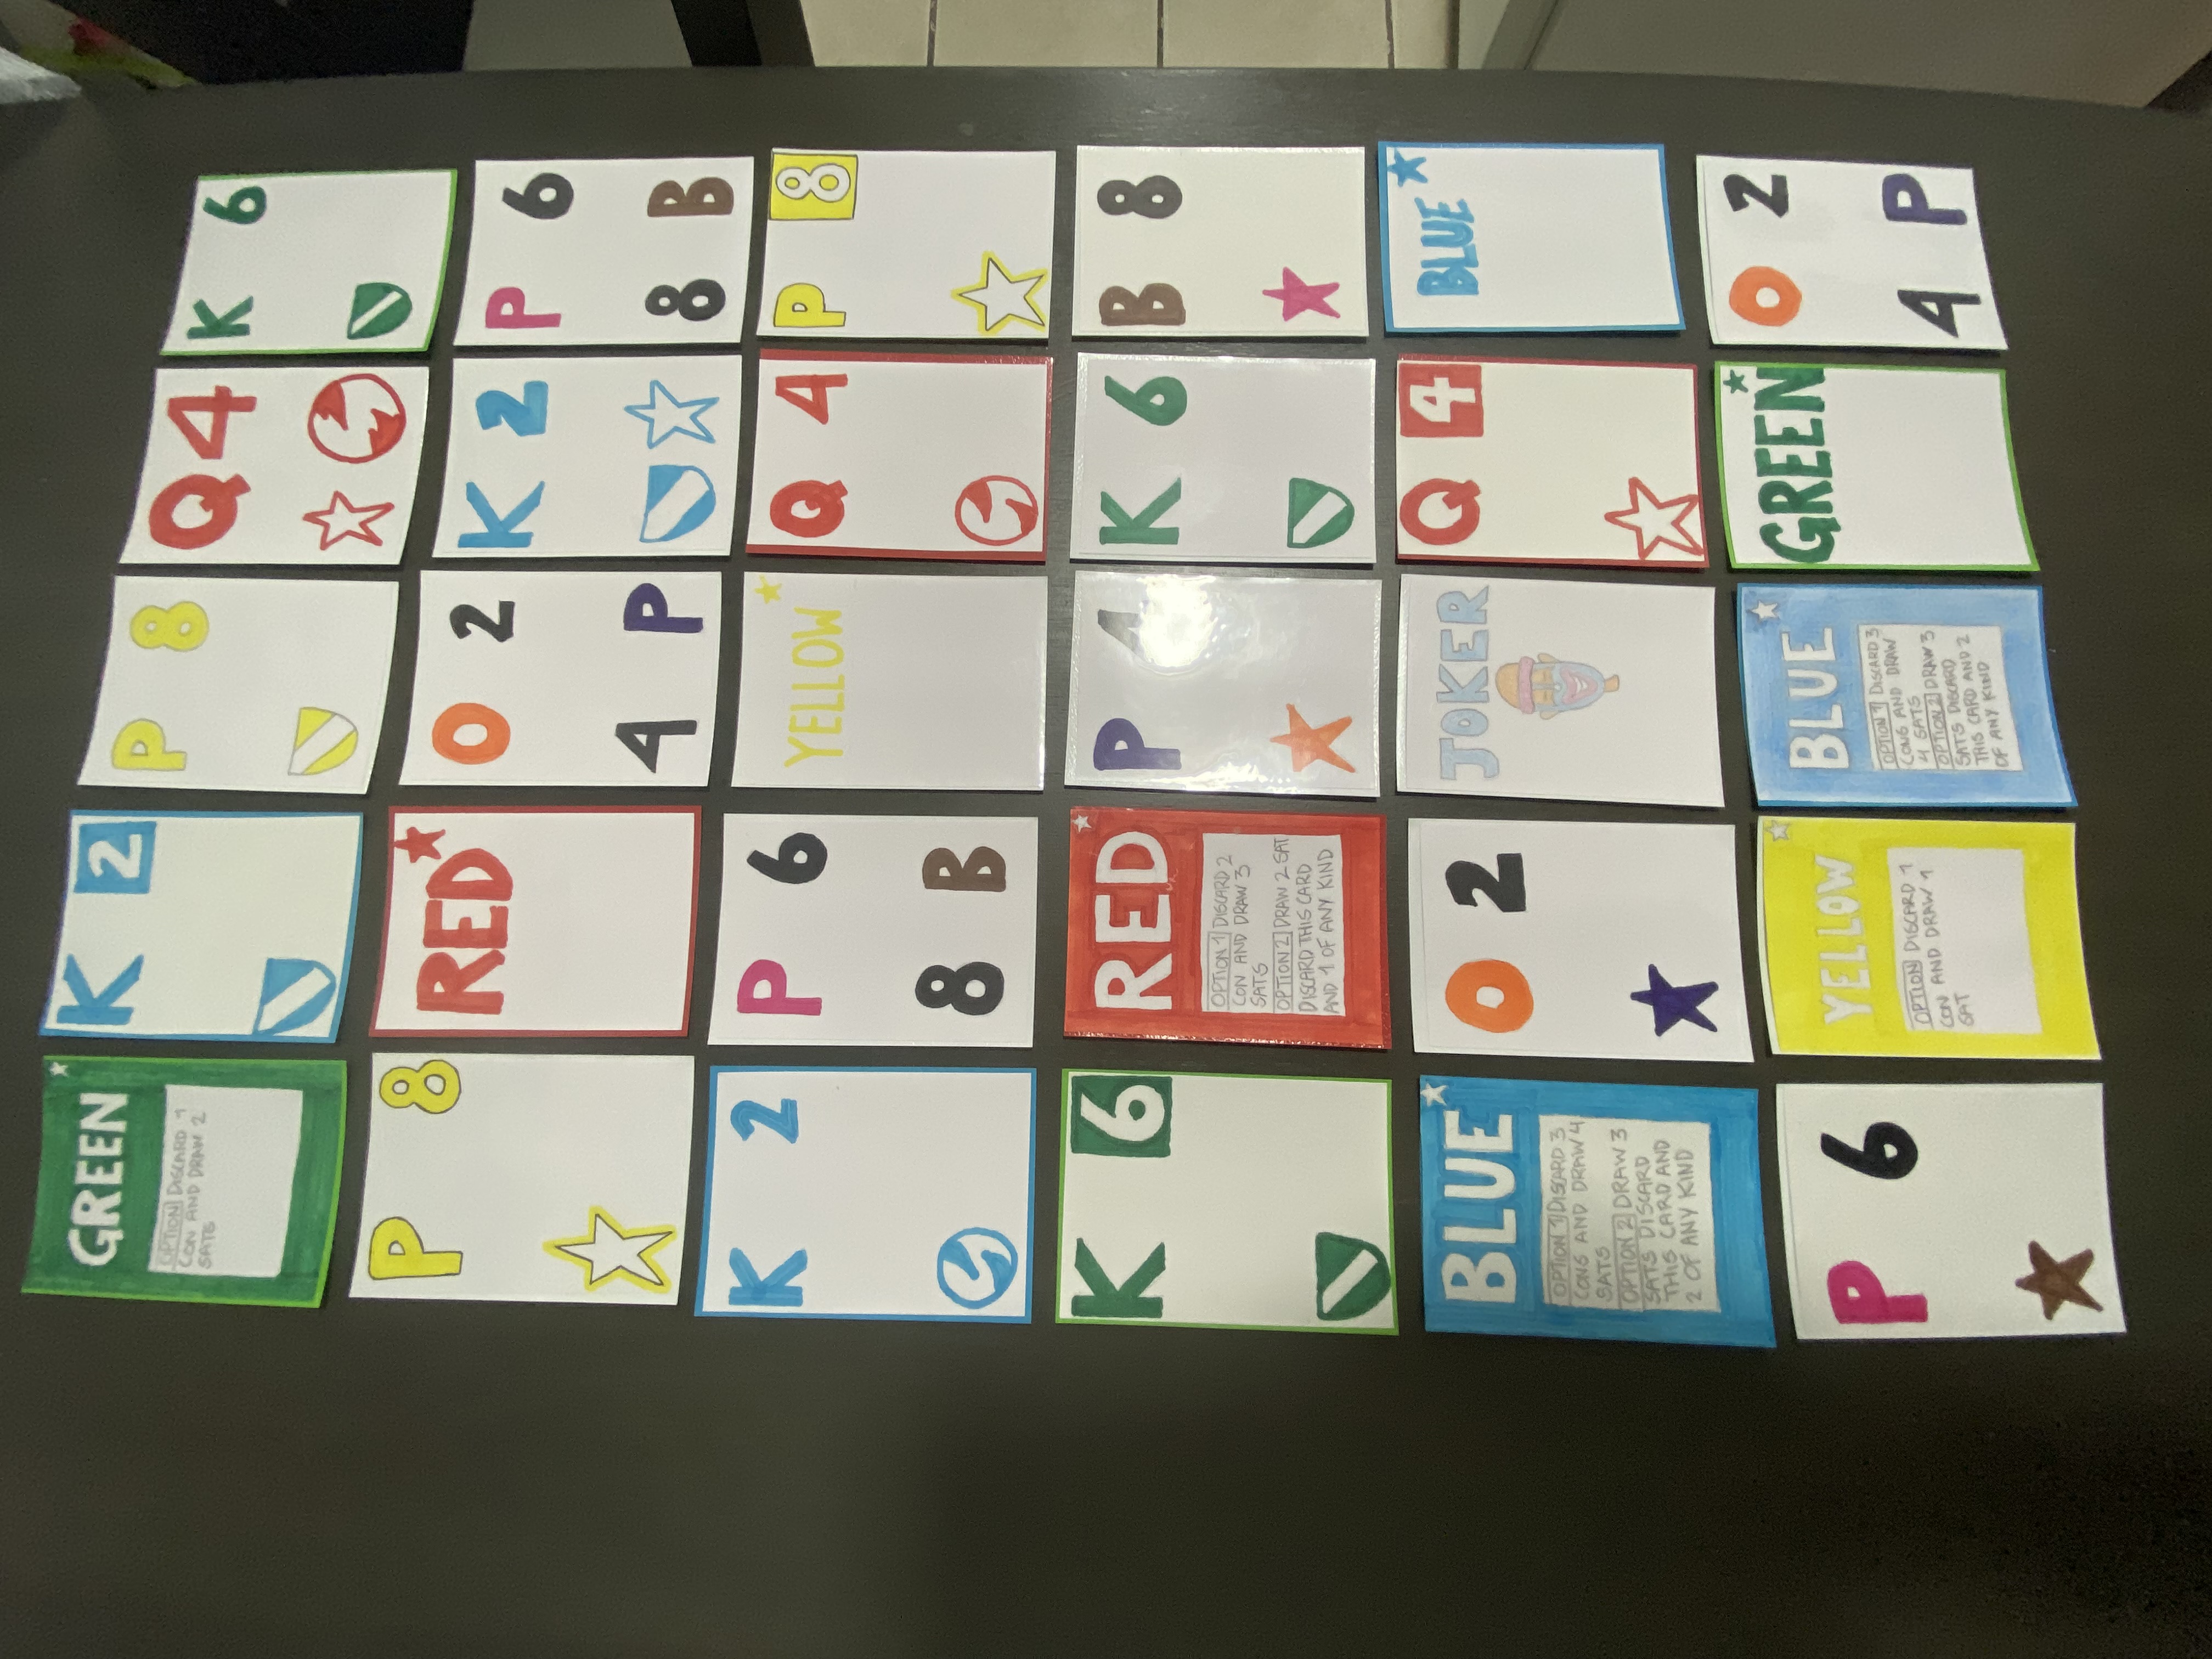 GREEN
OPTION DISCARD 1
CON AND DRAW 2
SATS
K 2
P 8
Q 4
K 6
P 8
RED
O 2
4 P
K 2
P 6
8 B
K 2
P 6
8 B
YELLOW
Q 4
P 8
K 6
RED
OPTION 1 DISCARD 2
CON AND DRAW 3
SATS
OPTION 2 DRAW 2 SAT
DISCARD THIS CARD
AND 1 OF ANY KIND
P 4
K 6
B 8
BLUE
OPTION 1 DISCARD 3
CONS AND DRAW 4
SATS
OPTION 2 DRAW 3
SATS DISCARD
THIS CARD AND
2 OF ANY KIND
O 2
JOKER
Q 4
BLUE
P 6
YELLOW
OPTION DISCARD 1
CON AND DRAW 1
SAT
BLUE
OPTION 1 DISCARD 3
CONS AND DRAW
4 SATS
OPTION 2 DRAW 3
SATS DISCARD
THIS CARD AND 2
OF ANY KIND
GREEN
O 2
4 P